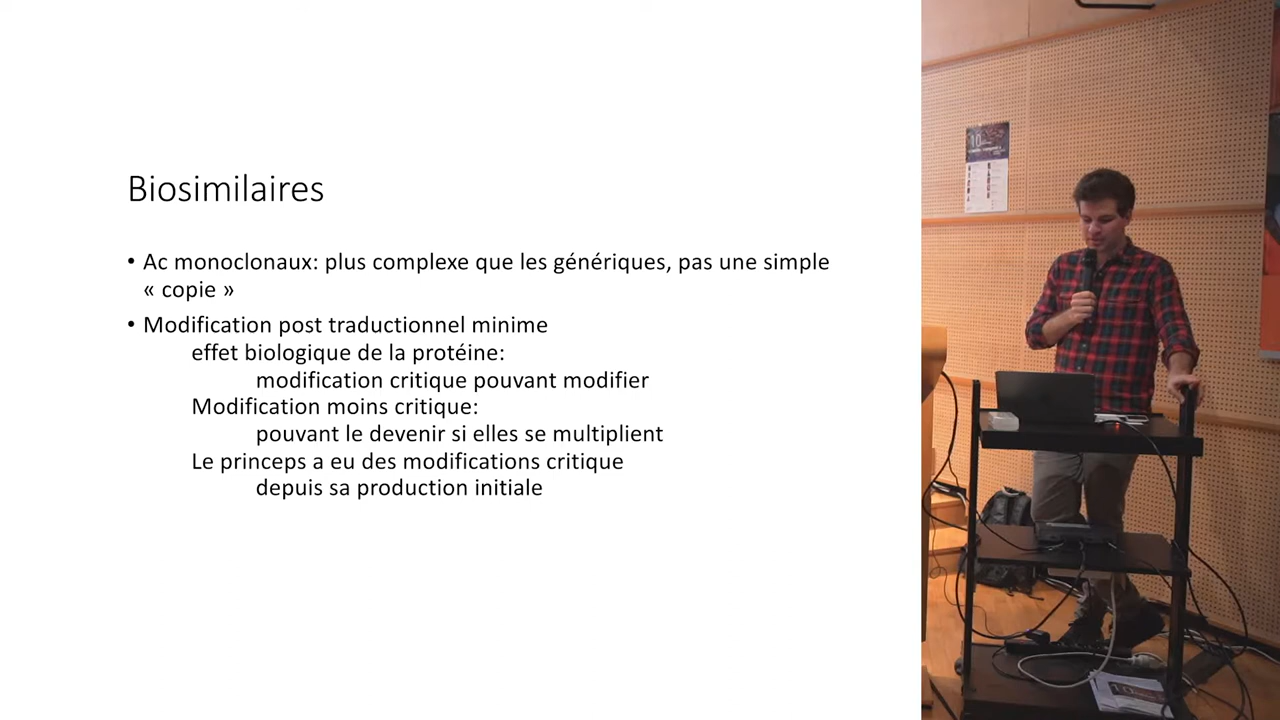 Biosimilaires
• Ac monoclonaux: plus complexe que les génériques, pas une simple
« copie »
• Modification post traductionnel minime
effet biologique de la protéine:
modification critique pouvant modifier
Modification moins critique:
pouvant le devenir si elles se multiplient
Le princeps a eu des modifications critique
depuis sa production initiale
10